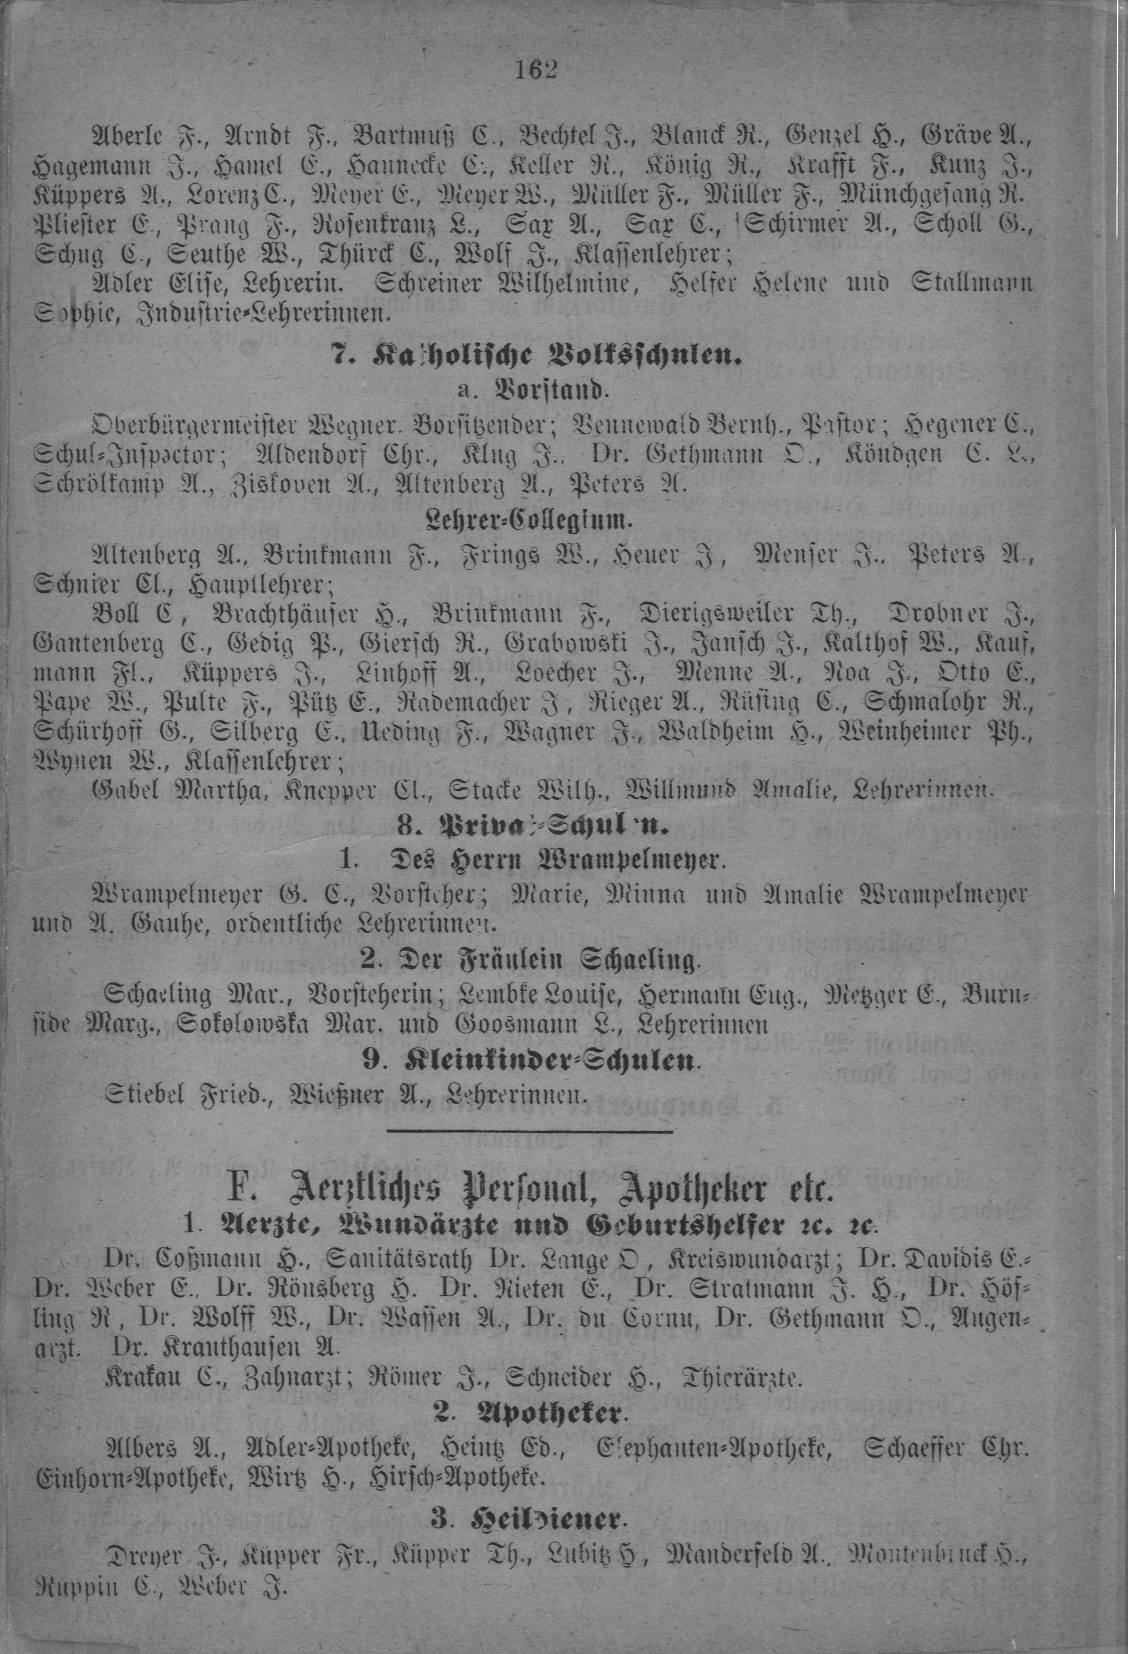 162
Aberle F., Arndt F., Bartmuß C., Bechtel J., Blanck R., Genzel H., Gräve A.,
Hagemann J., Hamel E., Hannecke C., Keller R., König R., Krafft F., Kunz J.,
Küppers A., Lorenz C., Meyer E., Meyer W., Müller F., Müller F., Münchgesang R.
Pliester E., Prang F., Rosenkranz L., Sax A., Sax C., Schirmer A., Scholl G.,
Schug C., Seuthe W., Thürck C., Wolf J., Klassenlehrer;
Adler Elise, Lehrerin. Schreiner Wilhelmine, Helfer Helene und Stallmann
Sophie, Industrie-Lehrerinnen.
7. Katholische Volksschulen.
a. Vorstand.
Oberbürgermeister Wegner. Vorsitzender; Vennewald Bernh., Pastor; Hegener C.,
Schul-Inspector; Aldendorf Chr., Klug J.. Dr. Gethmann O., Köndgen C. L.,
Schrölkamp A., Ziskoven A., Altenberg A., Peters A.
Lehrer-Collegium.
Altenberg A., Brinkmann F., Frings W., Heuer J, Menser J.. Peters A.,
Schnier Cl., Hauptlehrer;
Boll C, Brachthäuser H., Brinkmann F., Dierigsweiler Th., Drobner J.,
Gantenberg C., Gedig P., Giersch R., Grabowski J., Jansch J., Kalthof W., Kauf,
mann Fl., Küppers J., Linhoff A., Loecher J., Menne A., Noa J., Otto E.,
Pape W., Pulte F., Pütz E., Rademacher J, Rieger A., Rüsing C., Schmalohr R.,
Schürhoff G., Silberg E., Ueding F., Wagner J., Waldheim H., Weinheimer Ph.,
Wynen W., Klassenlehrer;
Gabel Martha, Knepper Cl., Stacke Wilh., Willmund Amalie, Lehrerinnen.
8. Privat-Schulen.
1. Des Herrn Wrampelmeyer.
Wrampelmeyer G. C., Vorsteher; Marie, Minna und Amalie Wrampelmeyer
und A. Gauhe, ordentliche Lehrerinnen.
2. Der Fräulein Schaeling.
Schaeling Mar., Vorsteherin; Lembke Louise, Hermann Eug., Metzger E., Burn-
side Marg., Sokolowska Mar. und Goosmann L., Lehrerinnen
9. Kleinkinder-Schulen.
Stiebel Fried., Wießner A., Lehrerinnen.
F. Aerztliches Personal, Apotheker etc.
1. Aerzte, Wundärzte und Geburtshelfer ꝛc. ꝛc.
Dr. Coßmann H., Sanitätsrath Dr. Lange O, Kreiswundarzt; Dr. Davidis E.-
Dr. Weber E.. Dr. Rönsberg H. Dr. Nieten E., Dr. Stratmann J. H., Dr. Höf-
ling R, Dr. Wolff W., Dr. Wassen A., Dr. du Cornu, Dr. Gethmann O., Augen-
arzt. Dr. Krauthausen A.
Krakau C., Zahnarzt; Römer J., Schneider H., Thierärzte.
2. Apotheker.
Albers A., Adler-Apotheke, Heintz Ed., Elephanten-Apotheke, Schaeffer Chr.
Einhorn-Apotheke, Wirtz H., Hirsch-Apotheke.
3. Heildiener.
Dreyer J., Küpper Fr., Küpper Th., Lubitz H, Manderfeld A., Montenbruck H.,
Ruppin C., Weber J.